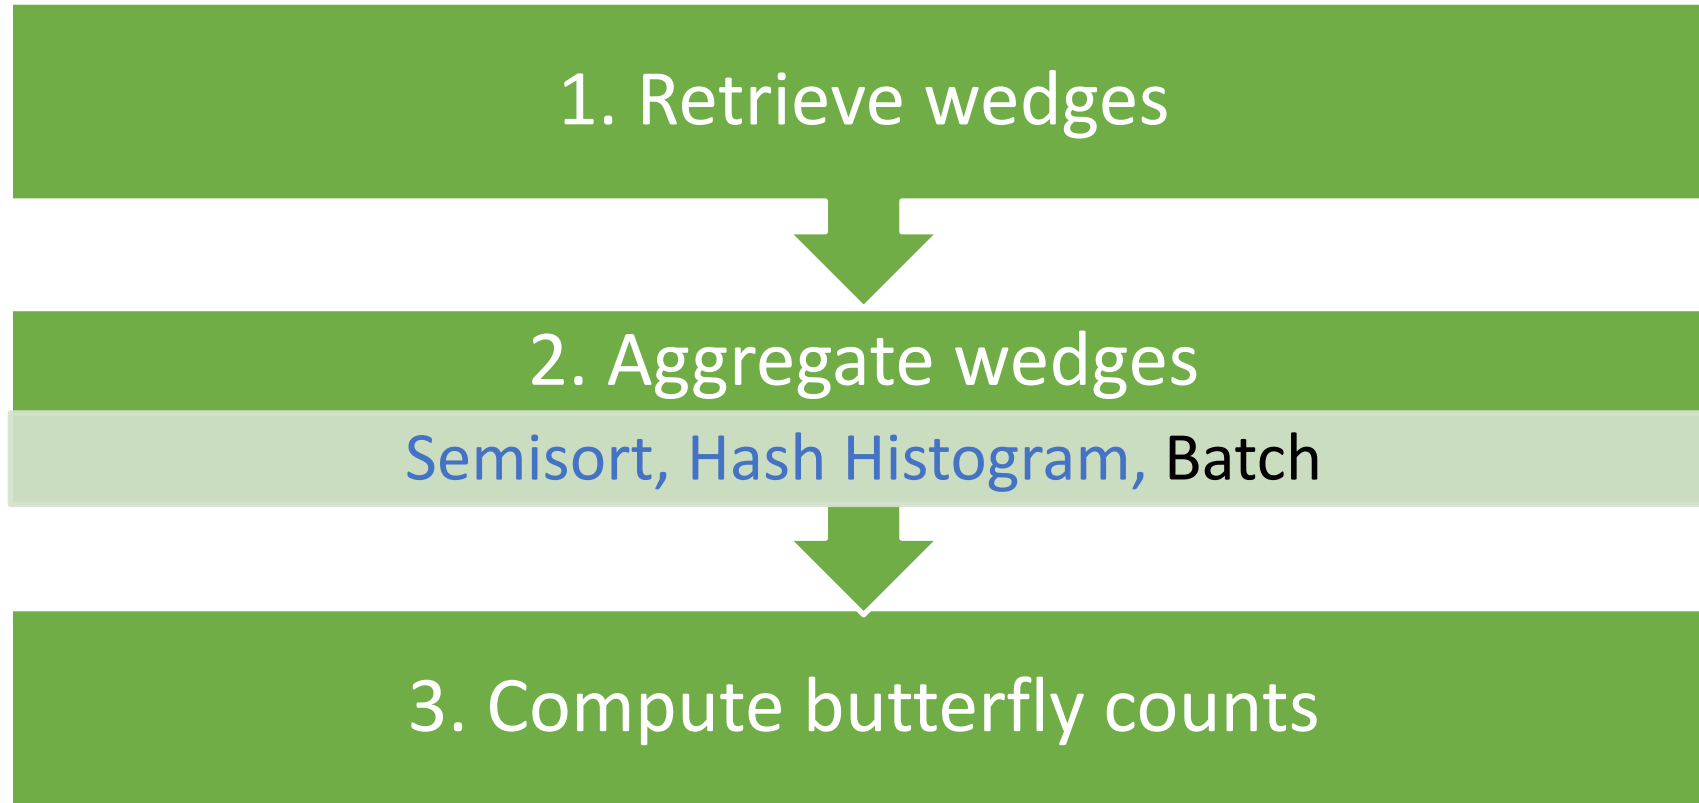 1. Retrieve wedges
2. Aggregate wedges
Semisort, Hash Histogram, Batch
3. Compute butterfly counts